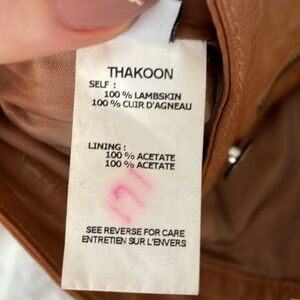 THAKOON
SELF :
100 % LAMBSKIN
100 % CUIR D'AGNEAU
LINING :
100 % ACETATE
100 % ACETATE
SEE REVERSE FOR CARE
ENTRETIEN SUR L'ENVERS